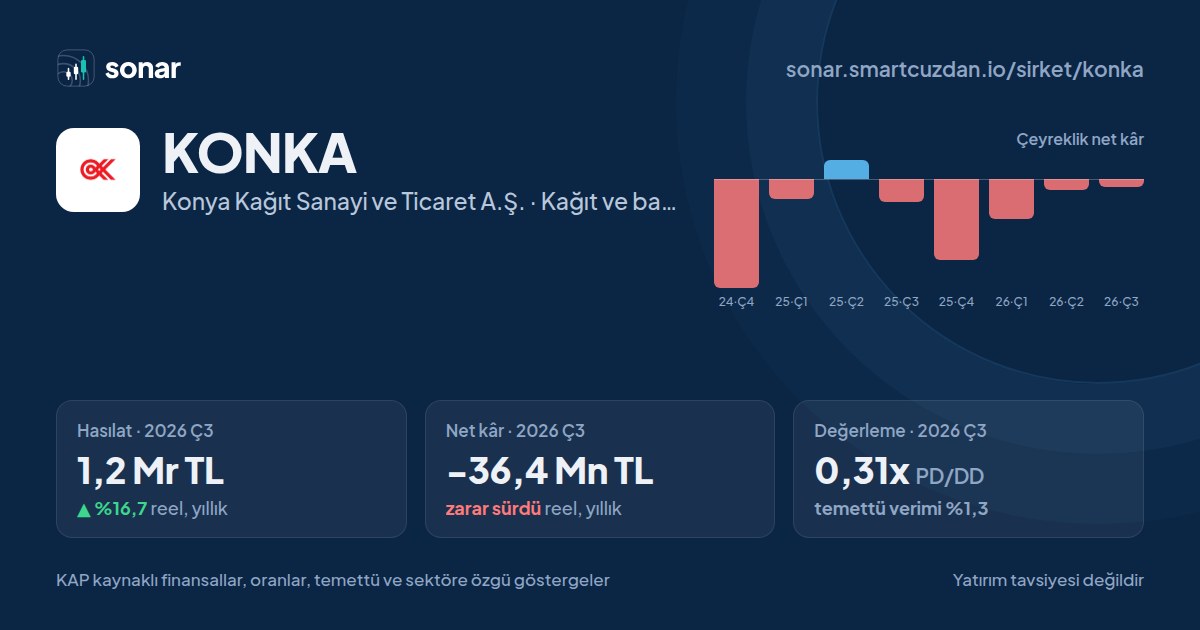 sonar
sonar.smartcuzdan.io/sirket/konka
KONKA
Konya Kağıt Sanayi ve Ticaret A.Ş. · Kağıt ve ba…
Çeyreklik net kâr
24·Ç4 25·Ç1 25·Ç2 25·Ç3 25·Ç4 26·Ç1 26·Ç2 26·Ç3
Hasılat · 2026 Ç3
1,2 Mr TL
▲ %16,7 reel, yıllık
Net kâr · 2026 Ç3
−36,4 Mn TL
zarar sürdü reel, yıllık
Değerleme · 2026 Ç3
0,31x PD/DD
temettü verimi %1,3
KAP kaynaklı finansallar, oranlar, temettü ve sektöre özgü göstergeler
Yatırım tavsiyesi değildir